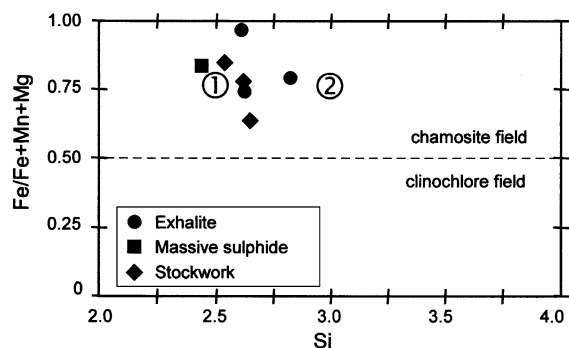 1.00
0.75
0.50
0.25
0
Fe/Fe+Mn+Mg
① ②
chamosite field
clinochlore field
Exhalite
Massive sulphide
Stockwork
2.0 2.5 3.0 3.5 4.0
Si